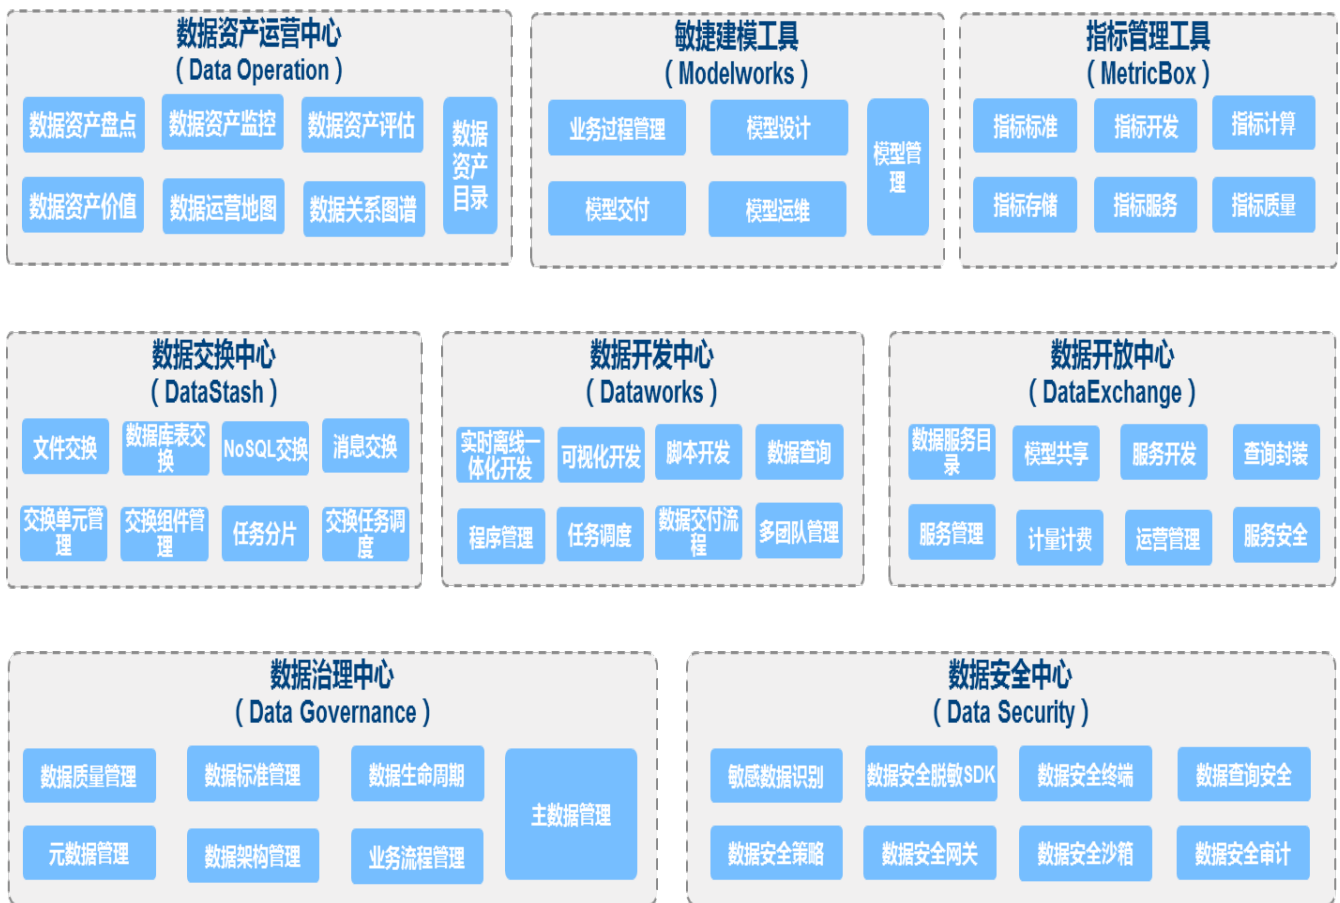 数据资产运营中心
（Data Operation）
数据资产盘点
数据资产监控
数据资产评估
数据
资产
目录
数据资产价值
数据运营地图
数据关系图谱
敏捷建模工具
（Modelworks）
业务过程管理
模型设计
模型管
理
模型交付
模型运维
指标管理工具
（MetricBox）
指标标准
指标开发
指标计算
指标存储
指标服务
指标质量
数据交换中心
（DataStash）
文件交换
数据库表交
换
NoSQL交换
消息交换
交换单元管
理
交换组件管
理
任务分片
交换任务调
度
数据开发中心
（Dataworks）
实时离线一
体化开发
可视化开发
脚本开发
数据查询
程序管理
任务调度
数据交付流
程
多团队管理
数据开放中心
（DataExchange）
数据服务目
录
模型共享
服务开发
查询封装
服务管理
计量计费
运营管理
服务安全
数据治理中心
（Data Governance）
数据质量管理
数据标准管理
数据生命周期
主数据管理
元数据管理
数据架构管理
业务流程管理
数据安全中心
（Data Security）
敏感数据识别
数据安全脱敏SDK
数据安全终端
数据查询安全
数据安全策略
数据安全网关
数据安全沙箱
数据安全审计